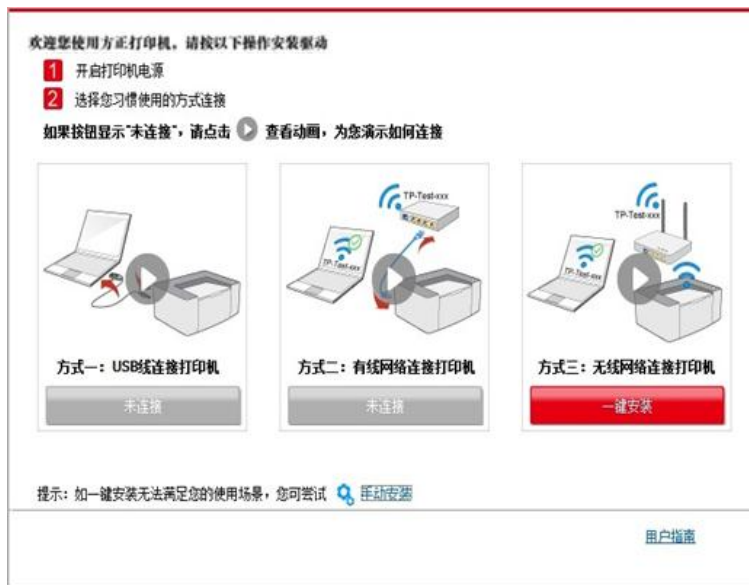 欢迎您使用方正打印机，请按以下操作安装驱动
1 开启打印机电源
2 选择您习惯使用的方式连接
如果按钮显示"未连接"，请点击 查看动画，为您演示如何连接
TP-Test-xxx
TP-Test-xxx
TP-Test-xxx
TP-Test-xxx
方式一：USB线连接打印机
方式二：有线网络连接打印机
方式三：无线网络连接打印机
未连接
未连接
一键安装
提示：如一键安装无法满足您的使用场景，您可尝试 手动安装
用户指南